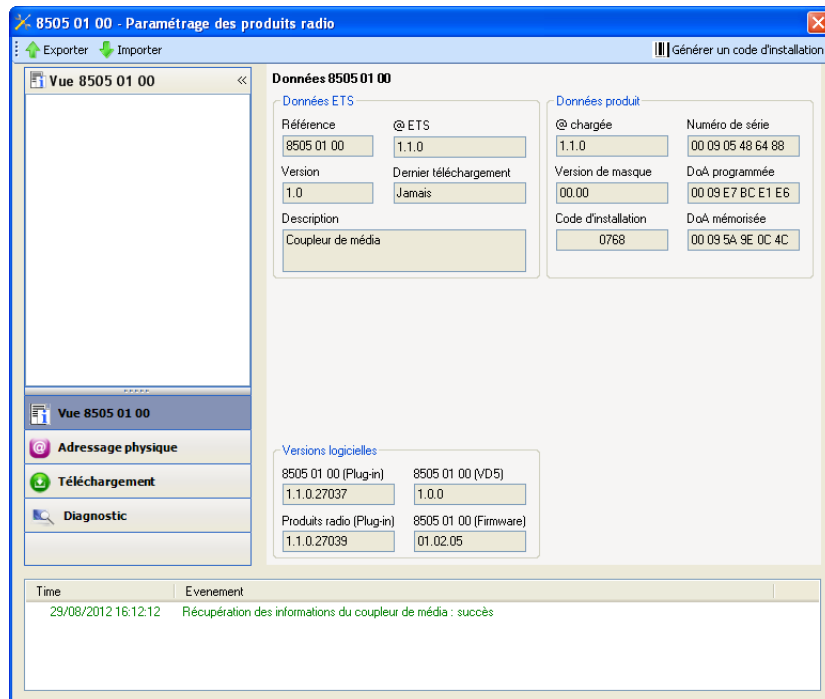 8505 01 00 - Paramétrage des produits radio
Exporter Importer Générer un code d'installation
Vue 8505 01 00 «
Vue 8505 01 00
Adressage physique
Téléchargement
Diagnostic
Données 8505 01 00
Données ETS
Référence @ ETS
8505 01 00 1.1.0
Version Dernier téléchargement
1.0 Jamais
Description
Coupleur de média
Données produit
@ chargée Numéro de série
1.1.0 00 09 05 48 64 88
Version de masque DoA programmée
00.00 00 09 E7 BC E1 E6
Code d'installation DoA mémorisée
0768 00 09 5A 9E 0C 4C
Versions logicielles
8505 01 00 (Plug-in) 8505 01 00 (VD5)
1.1.0.27037 1.0.0
Produits radio (Plug-in) 8505 01 00 (Firmware)
1.1.0.27039 01.02.05
Time Evenement
29/08/2012 16:12:12 Récupération des informations du coupleur de média : succès